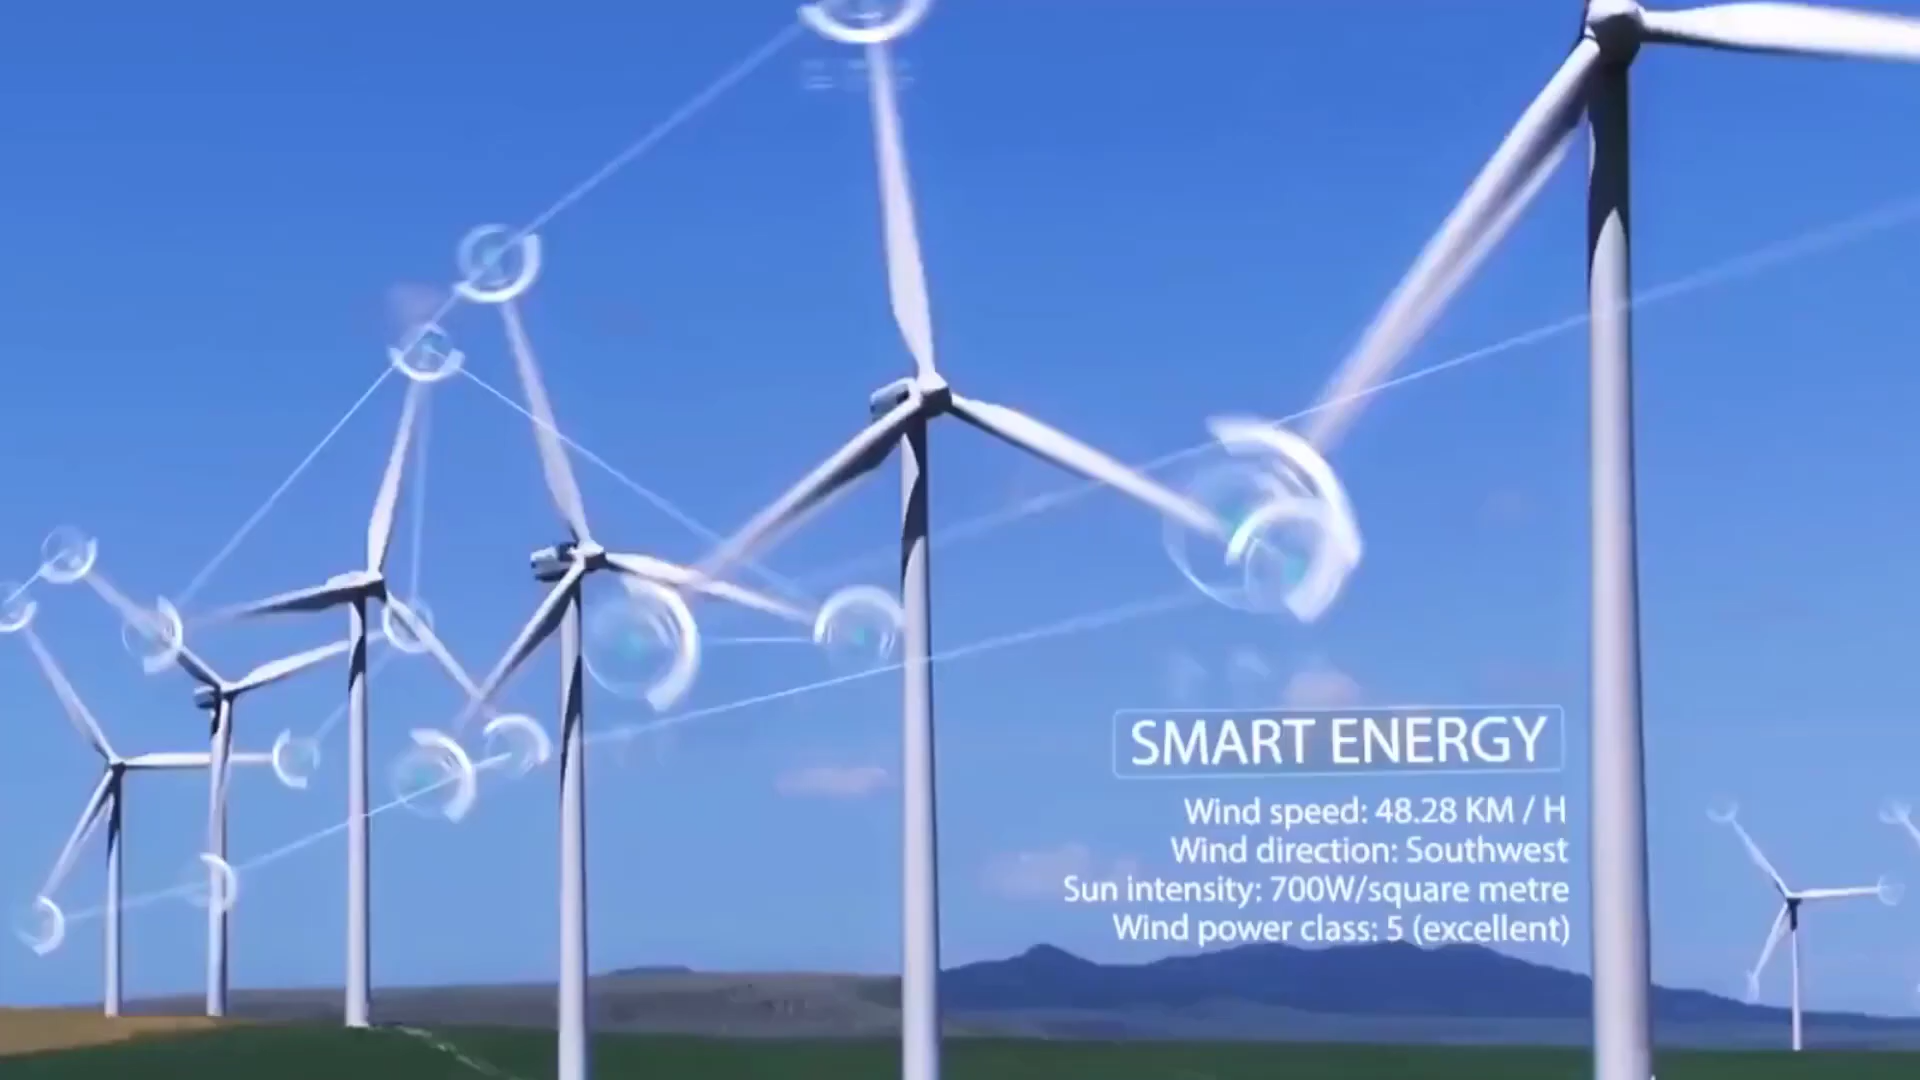 SMART ENERGY
Wind speed: 48.28 KM / H
Wind direction: Southwest
Sun intensity: 700W/square metre
Wind power class: 5 (excellent)